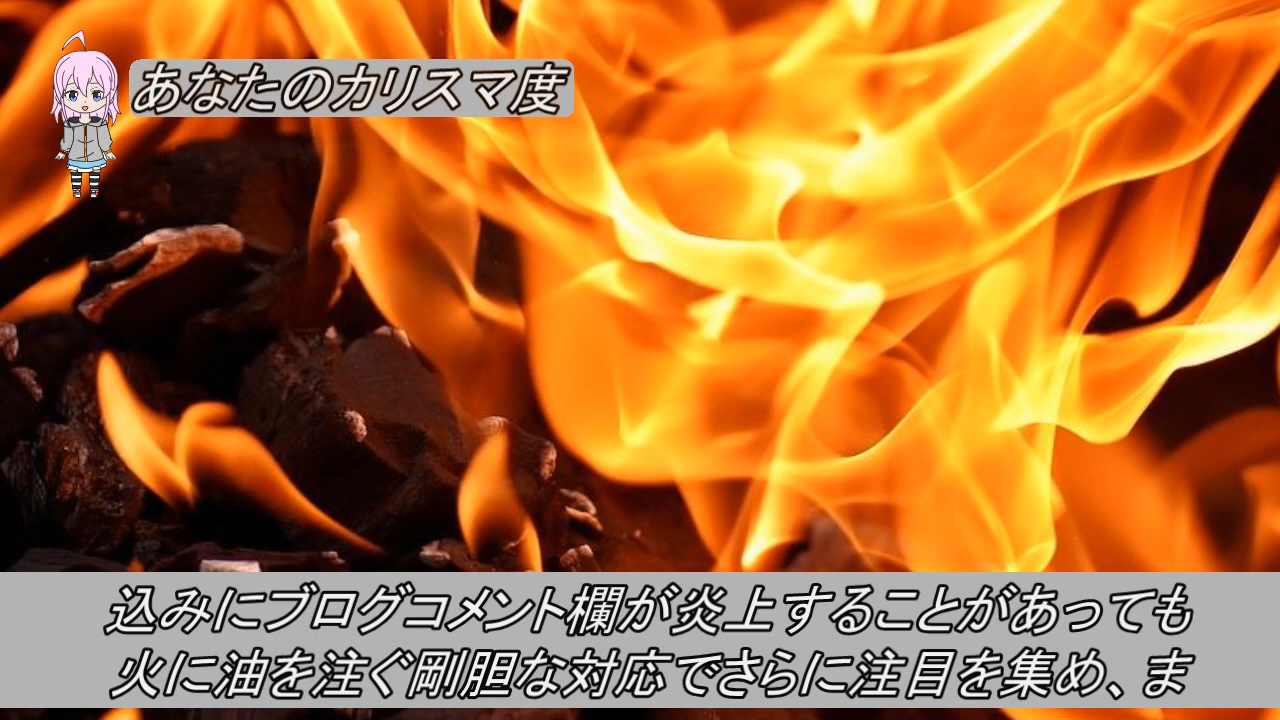 あなたのカリスマ度
込みにブログコメント欄が炎上することがあっても
火に油を注ぐ剛胆な対応でさらに注目を集め、ま